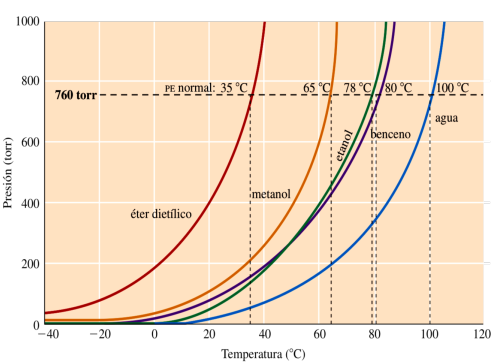 1000
800
760 torr
PE normal: 35 °C
65 °C
78 °C
80 °C
100 °C
agua
benceno
etanol
600
metanol
éter dietílico
400
200
0
Presión (torr)
−40
−20
0
20
40
60
80
100
120
Temperatura (°C)